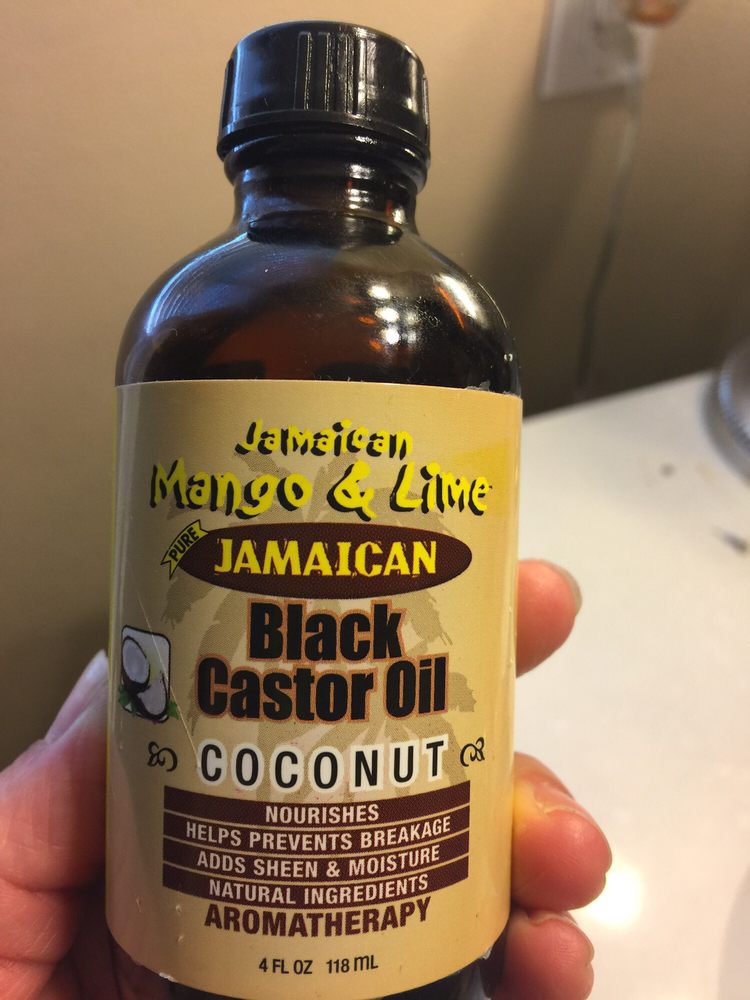 Jamaican
Mango & Lime
PURE
JAMAICAN
Black
Castor Oil
COCONUT
NOURISHES
HELPS PREVENTS BREAKAGE
ADDS SHEEN & MOISTURE
NATURAL INGREDIENTS
AROMATHERAPY
4 FL OZ 118 mL